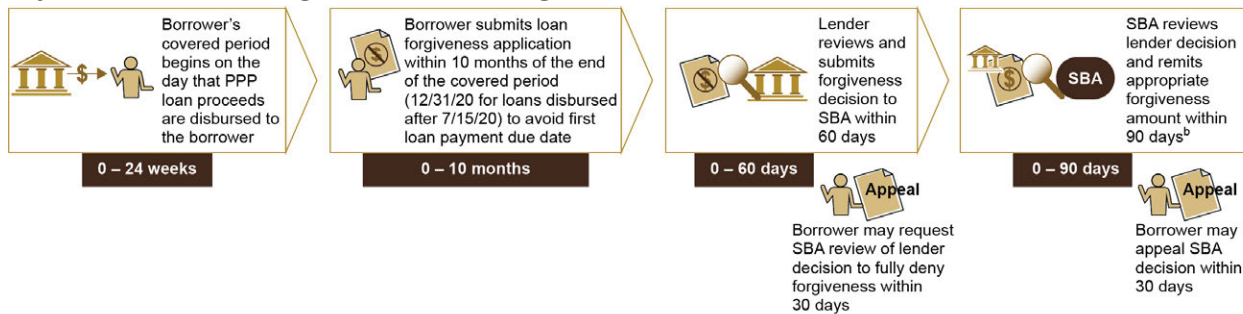 Borrower's
covered period
begins on the
day that PPP
loan proceeds
are disbursed to
the borrower
$
0 – 24 weeks
Borrower submits loan
forgiveness application
within 10 months of the end
of the covered period
(12/31/20 for loans disbursed
after 7/15/20) to avoid first
loan payment due date
$
0 – 10 months
Lender
reviews and
submits
forgiveness
decision to
SBA within
60 days
$
0 – 60 days
Appeal
Borrower may request
SBA review of lender
decision to fully deny
forgiveness within
30 days
SBA reviews
lender decision
and remits
appropriate
forgiveness
amount within
90 daysᵇ
$
SBA
0 – 90 days
Appeal
Borrower may
appeal SBA
decision within
30 days